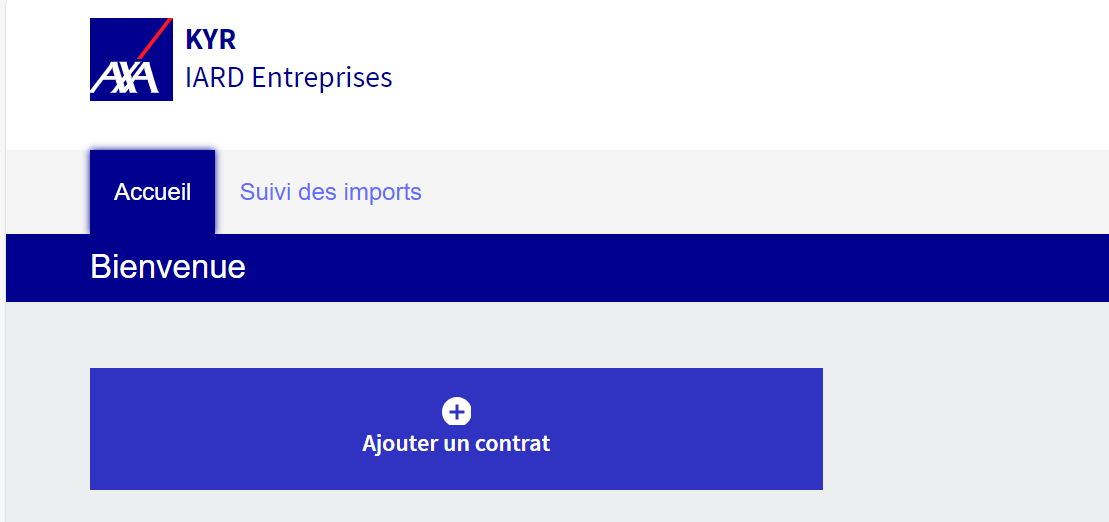 AXA
KYR
IARD Entreprises
Accueil
Suivi des imports
Bienvenue
Ajouter un contrat